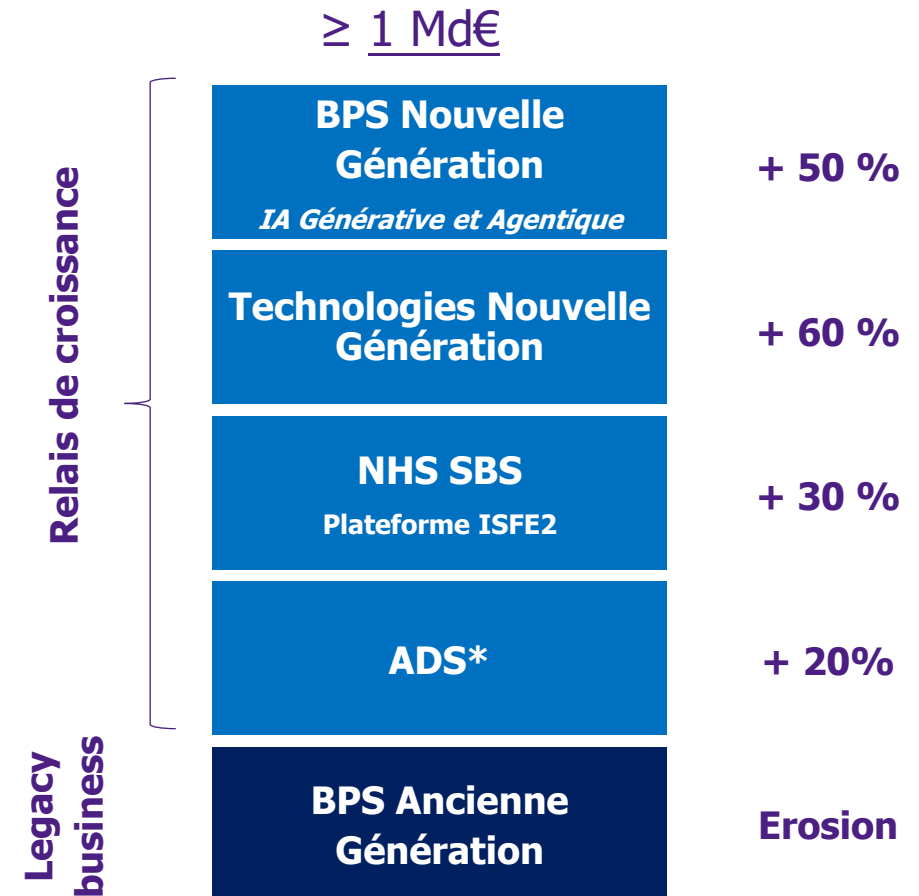 ≥ 1 Md€
Relais de croissance
BPS Nouvelle
Génération
IA Générative et Agentique
+ 50 %
Technologies Nouvelle
Génération
+ 60 %
NHS SBS
Plateforme ISFE2
+ 30 %
ADS*
+ 20%
Legacy
business
BPS Ancienne
Génération
Erosion